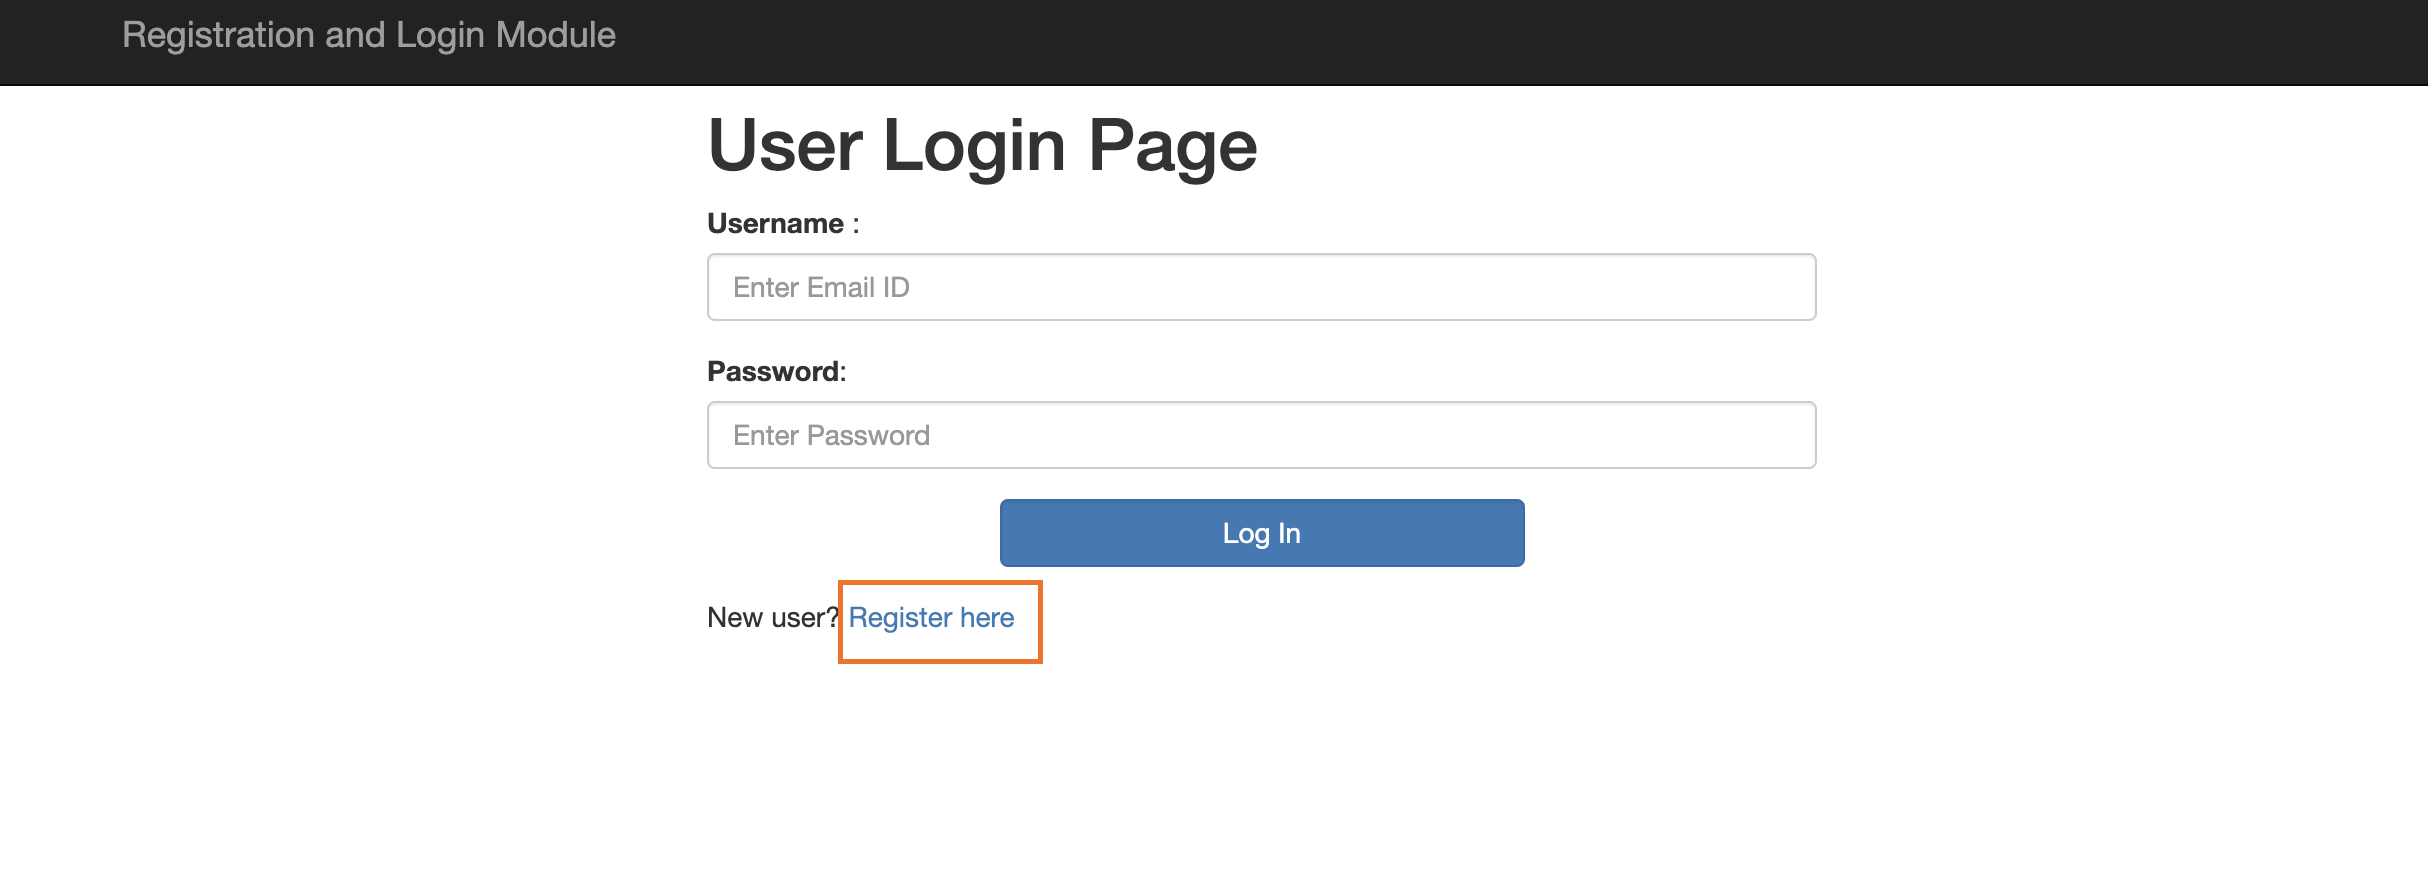 Registration and Login Module
User Login Page
Username :
Enter Email ID
Password:
Enter Password
Log In
New user? Register here